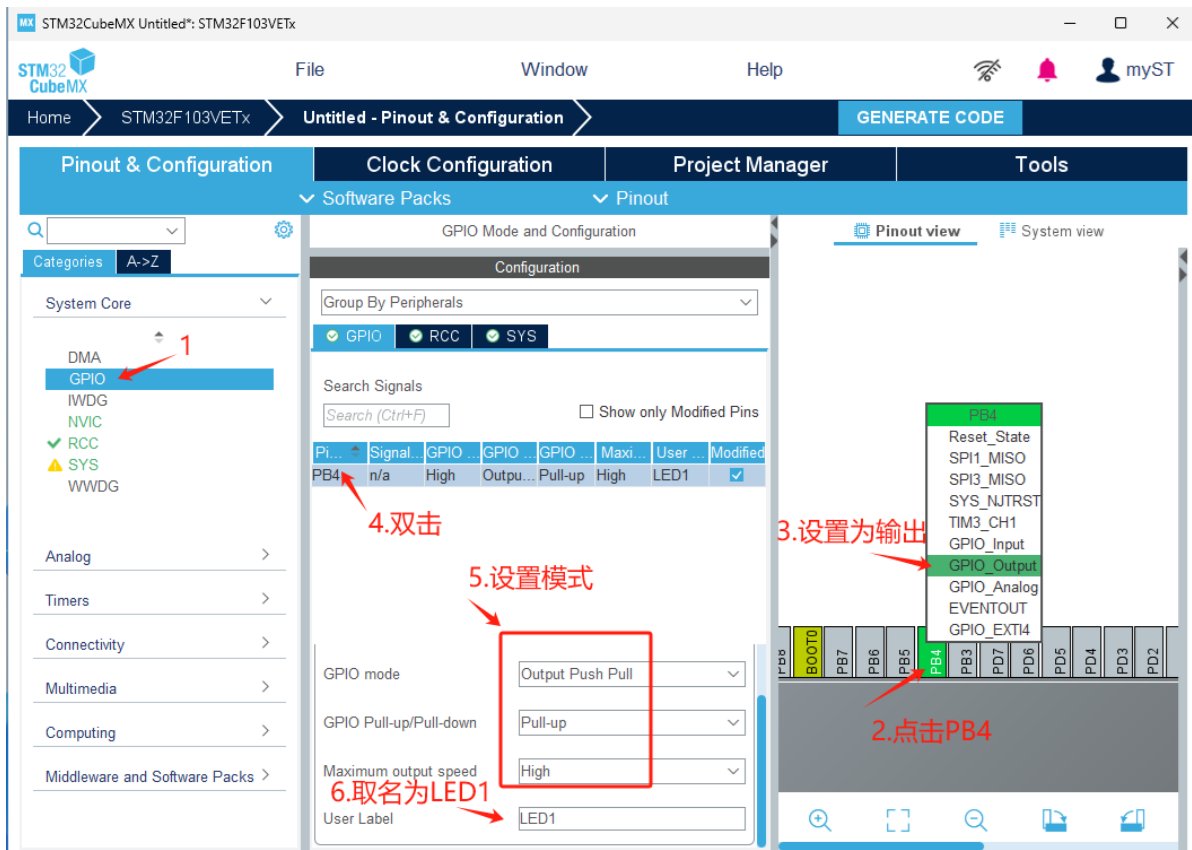 MX STM32CubeMX Untitled*: STM32F103VETx
STM32 CubeMX
File
Window
Help
myST
Home
STM32F103VETx
Untitled - Pinout & Configuration
GENERATE CODE
Pinout & Configuration
Clock Configuration
Project Manager
Tools
Software Packs
Pinout
Categories
A->Z
System Core
1
DMA
GPIO
IWDG
NVIC
RCC
SYS
WWDG
Analog
Timers
Connectivity
Multimedia
Computing
Middleware and Software Packs
GPIO Mode and Configuration
Configuration
Group By Peripherals
GPIO
RCC
SYS
Search Signals
Search (Ctrl+F)
Show only Modified Pins
Pi... Signal... GPIO ... GPIO ... GPIO ... Maxi... User ... Modified
PB4 n/a High Outpu... Pull-up High LED1
4.双击
5.设置模式
GPIO mode
Output Push Pull
GPIO Pull-up/Pull-down
Pull-up
Maximum output speed
High
6.取名为LED1
User Label
LED1
Pinout view
System view
PB4
Reset_State
SPI1_MISO
SPI3_MISO
SYS_NJTRST
TIM3_CH1
GPIO_Input
GPIO_Output
GPIO_Analog
EVENTOUT
GPIO_EXTI4
3.设置为输出
BOOT0
PB7
PB6
PB5
PB4
PB3
PD7
PD6
PD5
PD4
PD3
PD2
2.点击PB4